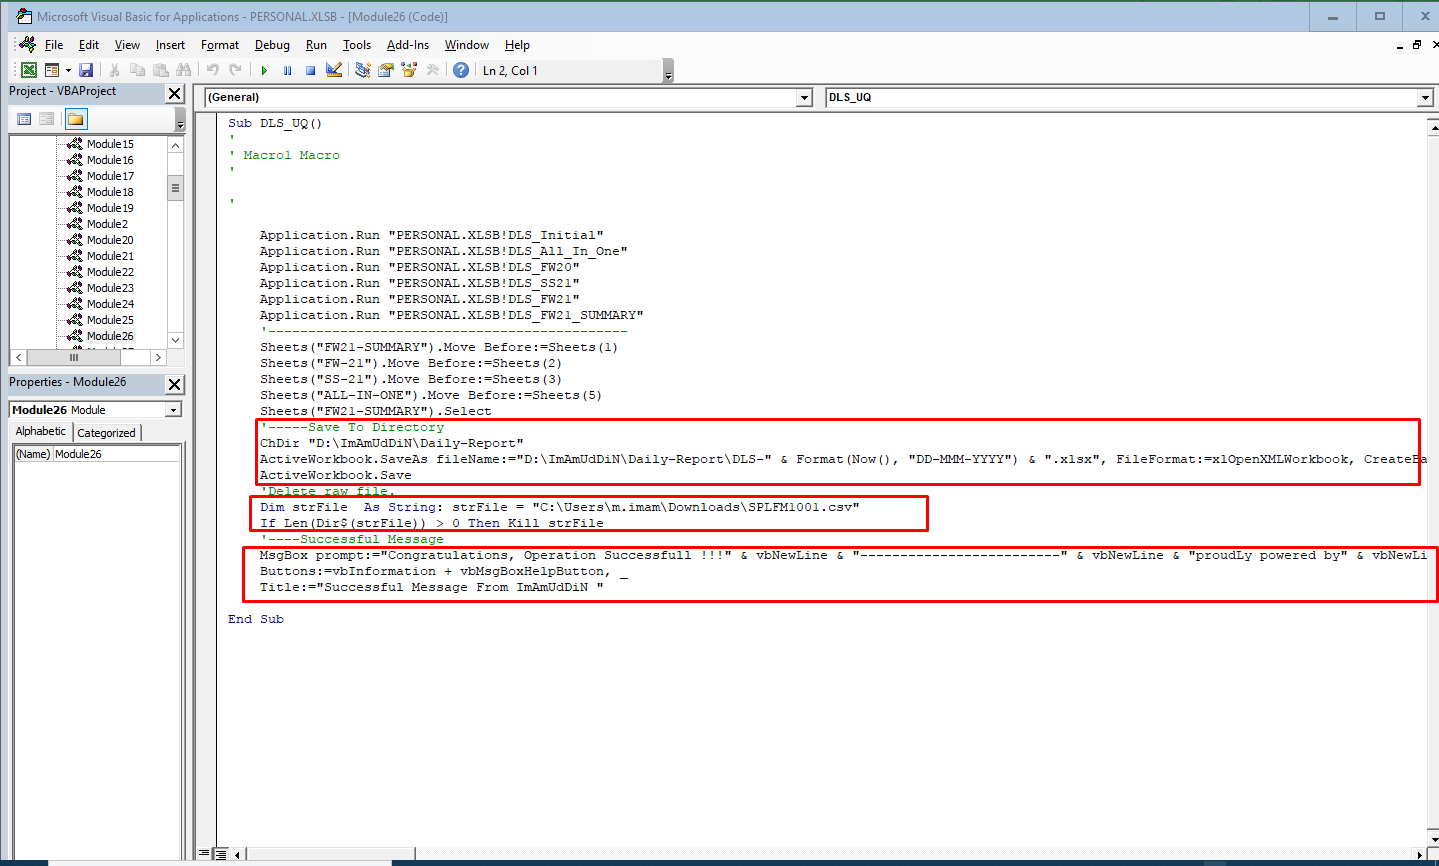 Microsoft Visual Basic for Applications - PERSONAL.XLSB - [Module26 (Code)]
File Edit View Insert Format Debug Run Tools Add-Ins Window Help
Ln 2, Col 1
Project - VBAProject
Module15
Module16
Module17
Module18
Module19
Module2
Module20
Module21
Module22
Module23
Module24
Module25
Module26
Properties - Module26
Module26 Module
Alphabetic Categorized
(Name) Module26
(General) DLS_UQ
Sub DLS_UQ()
'
' Macro1 Macro
'
'
Application.Run "PERSONAL.XLSB!DLS_Initial"
Application.Run "PERSONAL.XLSB!DLS_All_In_One"
Application.Run "PERSONAL.XLSB!DLS_FW20"
Application.Run "PERSONAL.XLSB!DLS_SS21"
Application.Run "PERSONAL.XLSB!DLS_FW21"
Application.Run "PERSONAL.XLSB!DLS_FW21_SUMMARY"
'---------------------------------------------
Sheets("FW21-SUMMARY").Move Before:=Sheets(1)
Sheets("FW-21").Move Before:=Sheets(2)
Sheets("SS-21").Move Before:=Sheets(3)
Sheets("ALL-IN-ONE").Move Before:=Sheets(5)
Sheets("FW21-SUMMARY").Select
'-----Save To Directory
ChDir "D:\ImAmUdDiN\Daily-Report"
ActiveWorkbook.SaveAs fileName:="D:\ImAmUdDiN\Daily-Report\DLS-" & Format(Now(), "DD-MMM-YYYY") & ".xlsx", FileFormat:=xlOpenXMLWorkbook, CreateBa
ActiveWorkbook.Save
'Delete raw file.
Dim strFile  As String: strFile = "C:\Users\m.imam\Downloads\SPLFM1001.csv"
If Len(Dir$(strFile)) > 0 Then Kill strFile
'----Successful Message
MsgBox prompt:="Congratulations, Operation Successfull !!!" & vbNewLine & "-------------------------" & vbNewLine & "proudLy powered by" & vbNewLi
Buttons:=vbInformation + vbMsgBoxHelpButton, _
Title:="Successful Message From ImAmUdDiN "
End Sub